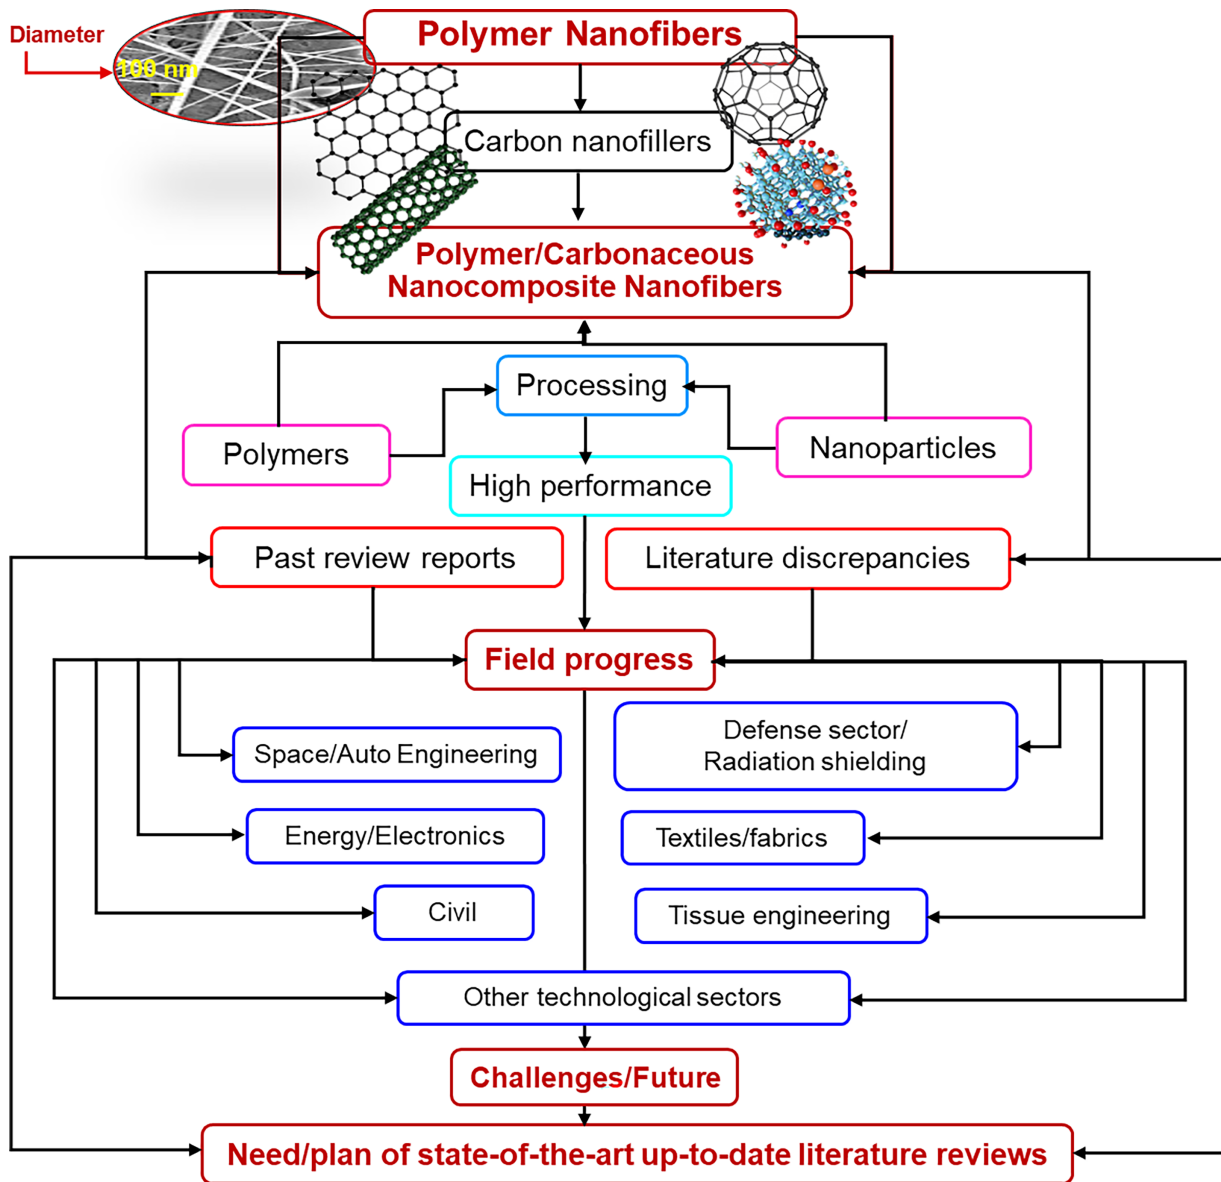 Diameter
100 nm
Polymer Nanofibers
Carbon nanofillers
Polymer/Carbonaceous
Nanocomposite Nanofibers
Processing
Polymers
Nanoparticles
High performance
Past review reports
Literature discrepancies
Field progress
Space/Auto Engineering
Defense sector/
Radiation shielding
Energy/Electronics
Textiles/fabrics
Civil
Tissue engineering
Other technological sectors
Challenges/Future
Need/plan of state-of-the-art up-to-date literature reviews